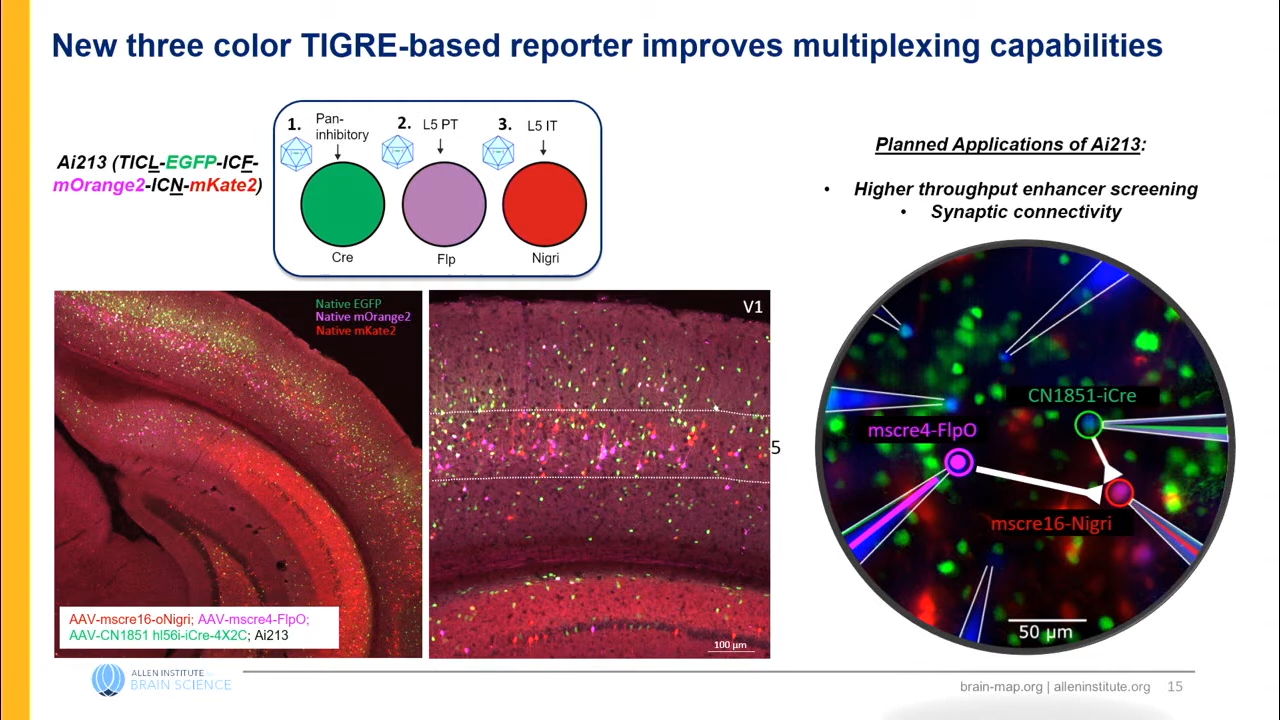 New three color TIGRE-based reporter improves multiplexing capabilities
Ai213 (TICL-EGFP-ICF-
mOrange2-ICN-mKate2)
1.
Pan-
inhibitory
2.
L5 PT
3.
L5 IT
Cre
Flp
Nigri
Planned Applications of Ai213:
• Higher throughput enhancer screening
• Synaptic connectivity
Native EGFP
Native mOrange2
Native mKate2
AAV-mscre16-oNigri; AAV-mscre4-FlpO;
AAV-CN1851 hI56i-iCre-4X2C; Ai213
V1
5
100 µm
CN1851-iCre
mscre4-FlpO
mscre16-Nigri
50 µm
ALLEN INSTITUTE
BRAIN SCIENCE
brain-map.org | alleninstitute.org
15